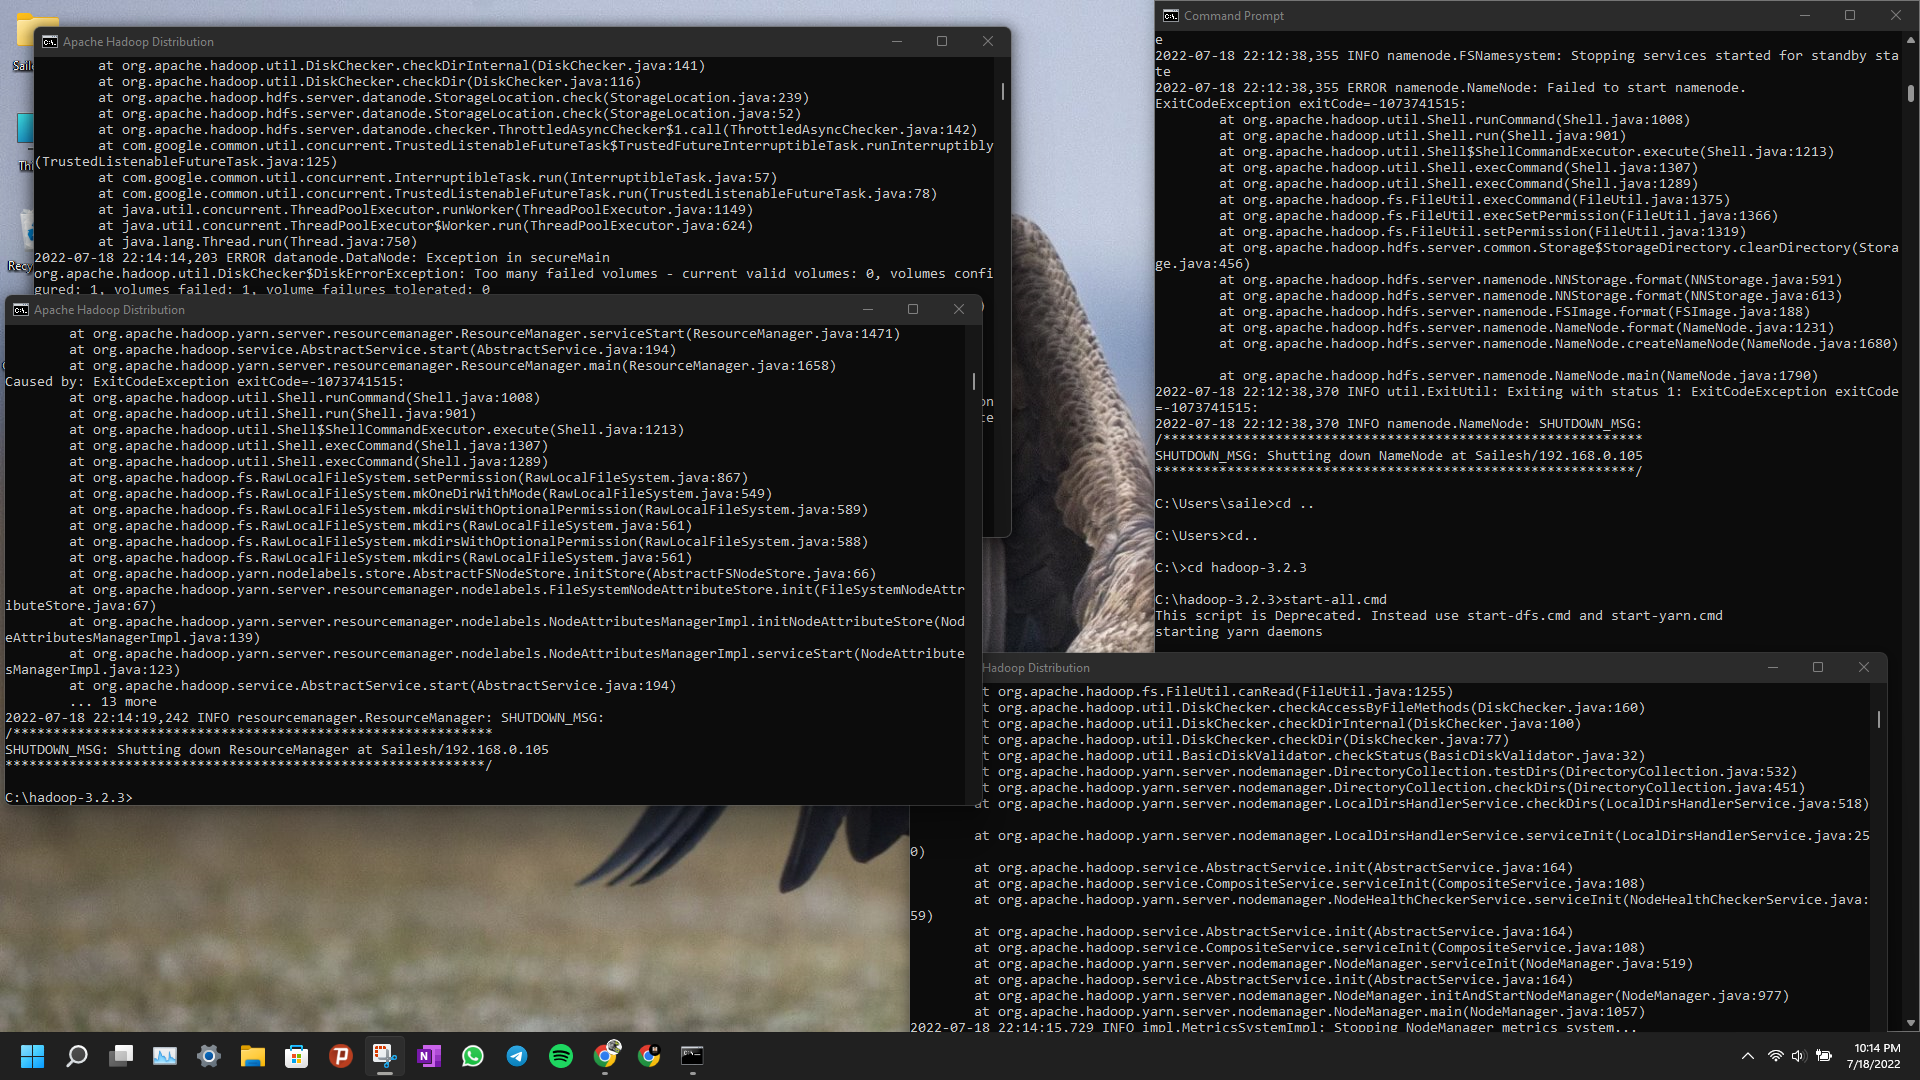 Apache Hadoop Distribution
at org.apache.hadoop.util.DiskChecker.checkDirInternal(DiskChecker.java:141)
at org.apache.hadoop.util.DiskChecker.checkDir(DiskChecker.java:116)
at org.apache.hadoop.hdfs.server.datanode.StorageLocation.check(StorageLocation.java:239)
at org.apache.hadoop.hdfs.server.datanode.StorageLocation.check(StorageLocation.java:52)
at org.apache.hadoop.hdfs.server.datanode.checker.ThrottledAsyncChecker$1.call(ThrottledAsyncChecker.java:142)
at com.google.common.util.concurrent.TrustedListenableFutureTask$TrustedFutureInterruptibleTask.runInterruptibly
(TrustedListenableFutureTask.java:125)
at com.google.common.util.concurrent.InterruptibleTask.run(InterruptibleTask.java:57)
at com.google.common.util.concurrent.TrustedListenableFutureTask.run(TrustedListenableFutureTask.java:78)
at java.util.concurrent.ThreadPoolExecutor.runWorker(ThreadPoolExecutor.java:1149)
at java.util.concurrent.ThreadPoolExecutor$Worker.run(ThreadPoolExecutor.java:624)
at java.lang.Thread.run(Thread.java:750)
2022-07-18 22:14:14,203 ERROR datanode.DataNode: Exception in secureMain
org.apache.hadoop.util.DiskChecker$DiskErrorException: Too many failed volumes - current valid volumes: 0, volumes confi
gured: 1, volumes failed: 1, volume failures tolerated: 0
Apache Hadoop Distribution
at org.apache.hadoop.yarn.server.resourcemanager.ResourceManager.serviceStart(ResourceManager.java:1471)
at org.apache.hadoop.service.AbstractService.start(AbstractService.java:194)
at org.apache.hadoop.yarn.server.resourcemanager.ResourceManager.main(ResourceManager.java:1658)
Caused by: ExitCodeException exitCode=-1073741515:
at org.apache.hadoop.util.Shell.runCommand(Shell.java:1008)
at org.apache.hadoop.util.Shell.run(Shell.java:901)
at org.apache.hadoop.util.Shell$ShellCommandExecutor.execute(Shell.java:1213)
at org.apache.hadoop.util.Shell.execCommand(Shell.java:1307)
at org.apache.hadoop.util.Shell.execCommand(Shell.java:1289)
at org.apache.hadoop.fs.RawLocalFileSystem.setPermission(RawLocalFileSystem.java:867)
at org.apache.hadoop.fs.RawLocalFileSystem.mkOneDirWithMode(RawLocalFileSystem.java:549)
at org.apache.hadoop.fs.RawLocalFileSystem.mkdirsWithOptionalPermission(RawLocalFileSystem.java:589)
at org.apache.hadoop.fs.RawLocalFileSystem.mkdirs(RawLocalFileSystem.java:561)
at org.apache.hadoop.fs.RawLocalFileSystem.mkdirsWithOptionalPermission(RawLocalFileSystem.java:588)
at org.apache.hadoop.fs.RawLocalFileSystem.mkdirs(RawLocalFileSystem.java:561)
at org.apache.hadoop.yarn.nodelabels.store.AbstractFSNodeStore.initStore(AbstractFSNodeStore.java:66)
at org.apache.hadoop.yarn.server.resourcemanager.nodelabels.FileSystemNodeAttributeStore.init(FileSystemNodeAttr
ibuteStore.java:67)
at org.apache.hadoop.yarn.server.resourcemanager.nodelabels.NodeAttributesManagerImpl.initNodeAttributeStore(Nod
eAttributesManagerImpl.java:139)
at org.apache.hadoop.yarn.server.resourcemanager.nodelabels.NodeAttributesManagerImpl.serviceStart(NodeAttribute
sManagerImpl.java:123)
at org.apache.hadoop.service.AbstractService.start(AbstractService.java:194)
... 13 more
2022-07-18 22:14:19,242 INFO resourcemanager.ResourceManager: SHUTDOWN_MSG:
/************************************************************
SHUTDOWN_MSG: Shutting down ResourceManager at Sailesh/192.168.0.105
************************************************************/
C:\hadoop-3.2.3>
Command Prompt
e
2022-07-18 22:12:38,355 INFO namenode.FSNamesystem: Stopping services started for standby sta
te
2022-07-18 22:12:38,355 ERROR namenode.NameNode: Failed to start namenode.
ExitCodeException exitCode=-1073741515:
at org.apache.hadoop.util.Shell.runCommand(Shell.java:1008)
at org.apache.hadoop.util.Shell.run(Shell.java:901)
at org.apache.hadoop.util.Shell$ShellCommandExecutor.execute(Shell.java:1213)
at org.apache.hadoop.util.Shell.execCommand(Shell.java:1307)
at org.apache.hadoop.util.Shell.execCommand(Shell.java:1289)
at org.apache.hadoop.fs.FileUtil.execCommand(FileUtil.java:1375)
at org.apache.hadoop.fs.FileUtil.execSetPermission(FileUtil.java:1366)
at org.apache.hadoop.fs.FileUtil.setPermission(FileUtil.java:1319)
at org.apache.hadoop.hdfs.server.common.Storage$StorageDirectory.clearDirectory(Stora
ge.java:456)
at org.apache.hadoop.hdfs.server.namenode.NNStorage.format(NNStorage.java:591)
at org.apache.hadoop.hdfs.server.namenode.NNStorage.format(NNStorage.java:613)
at org.apache.hadoop.hdfs.server.namenode.FSImage.format(FSImage.java:188)
at org.apache.hadoop.hdfs.server.namenode.NameNode.format(NameNode.java:1231)
at org.apache.hadoop.hdfs.server.namenode.NameNode.createNameNode(NameNode.java:1680)
at org.apache.hadoop.hdfs.server.namenode.NameNode.main(NameNode.java:1790)
2022-07-18 22:12:38,370 INFO util.ExitUtil: Exiting with status 1: ExitCodeException exitCode
=-1073741515:
2022-07-18 22:12:38,370 INFO namenode.NameNode: SHUTDOWN_MSG:
/************************************************************
SHUTDOWN_MSG: Shutting down NameNode at Sailesh/192.168.0.105
************************************************************/
C:\Users\saile>cd ..
C:\Users>cd..
C:\>cd hadoop-3.2.3
C:\hadoop-3.2.3>start-all.cmd
This script is Deprecated. Instead use start-dfs.cmd and start-yarn.cmd
starting yarn daemons
Hadoop Distribution
t org.apache.hadoop.fs.FileUtil.canRead(FileUtil.java:1255)
t org.apache.hadoop.util.DiskChecker.checkAccessByFileMethods(DiskChecker.java:160)
t org.apache.hadoop.util.DiskChecker.checkDirInternal(DiskChecker.java:100)
t org.apache.hadoop.util.DiskChecker.checkDir(DiskChecker.java:77)
t org.apache.hadoop.util.BasicDiskValidator.checkStatus(BasicDiskValidator.java:32)
t org.apache.hadoop.yarn.server.nodemanager.DirectoryCollection.testDirs(DirectoryCollection.java:532)
t org.apache.hadoop.yarn.server.nodemanager.DirectoryCollection.checkDirs(DirectoryCollection.java:451)
at org.apache.hadoop.yarn.server.nodemanager.LocalDirsHandlerService.checkDirs(LocalDirsHandlerService.java:518)
at org.apache.hadoop.yarn.server.nodemanager.LocalDirsHandlerService.serviceInit(LocalDirsHandlerService.java:25
0)
at org.apache.hadoop.service.AbstractService.init(AbstractService.java:164)
at org.apache.hadoop.service.CompositeService.serviceInit(CompositeService.java:108)
at org.apache.hadoop.yarn.server.nodemanager.NodeHealthCheckerService.serviceInit(NodeHealthCheckerService.java:
59)
at org.apache.hadoop.service.AbstractService.init(AbstractService.java:164)
at org.apache.hadoop.service.CompositeService.serviceInit(CompositeService.java:108)
at org.apache.hadoop.yarn.server.nodemanager.NodeManager.serviceInit(NodeManager.java:519)
at org.apache.hadoop.service.AbstractService.init(AbstractService.java:164)
at org.apache.hadoop.yarn.server.nodemanager.NodeManager.initAndStartNodeManager(NodeManager.java:977)
at org.apache.hadoop.yarn.server.nodemanager.NodeManager.main(NodeManager.java:1057)
2022-07-18 22:14:15,729 INFO impl.MetricsSystemImpl: Stopping NodeManager metrics system...
10:14 PM
7/18/2022